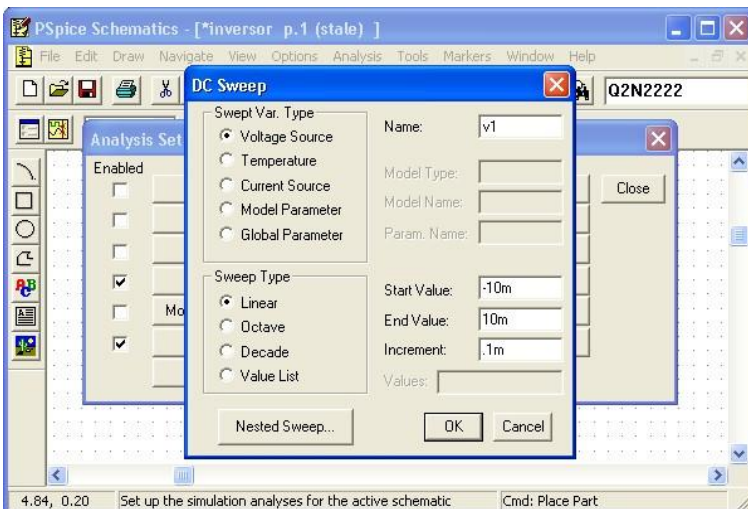 PSpice Schematics - [*inversor p.1 (stale) ]
File Edit Draw Navigate View Options Analysis Tools Markers Window Help
Q2N2222
DC Sweep
Analysis Set
Enabled
Close
Mo
Swept Var. Type
Voltage Source
Temperature
Current Source
Model Parameter
Global Parameter
Name: v1
Model Type:
Model Name:
Param. Name:
Sweep Type
Linear
Octave
Decade
Value List
Start Value: -10m
End Value: 10m
Increment: .1m
Values:
Nested Sweep... OK Cancel
ABC
4.84, 0.20 Set up the simulation analyses for the active schematic Cmd: Place Part